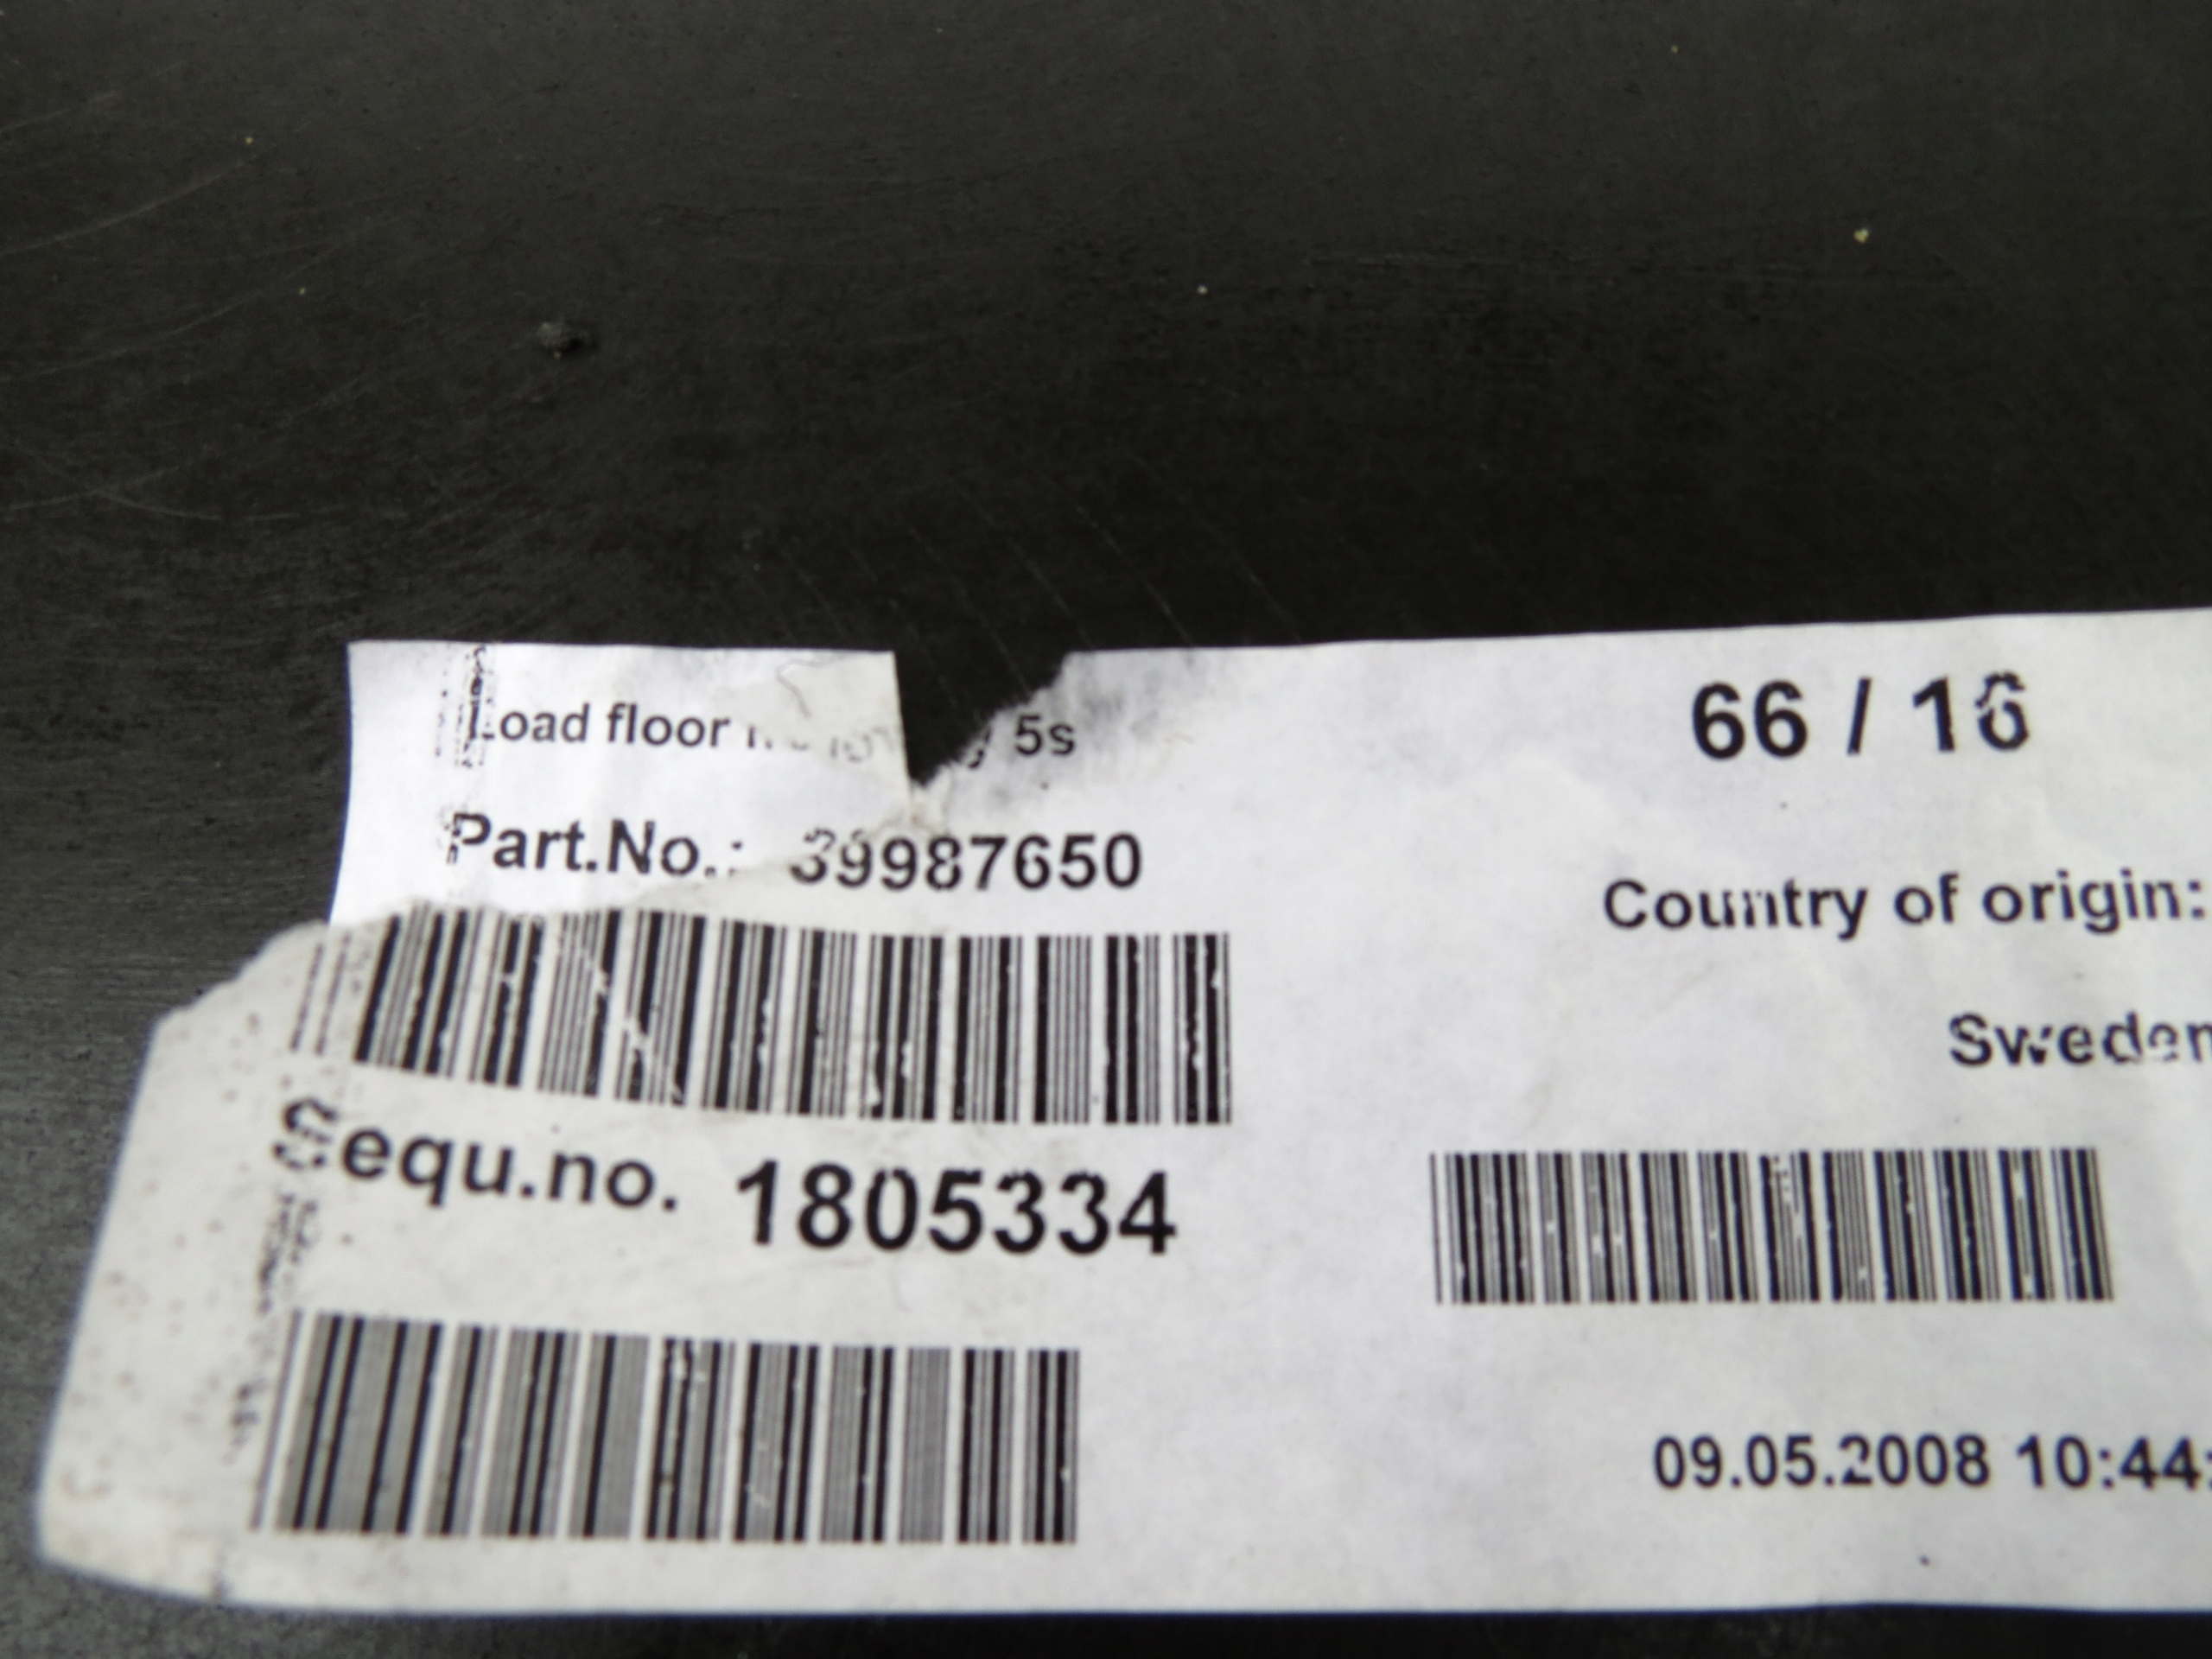 Load floor 5s
66 / 16
Part.No.: 39987650
Country of origin:
Sweden
Sequ.no. 1805334
09.05.2008 10:44: